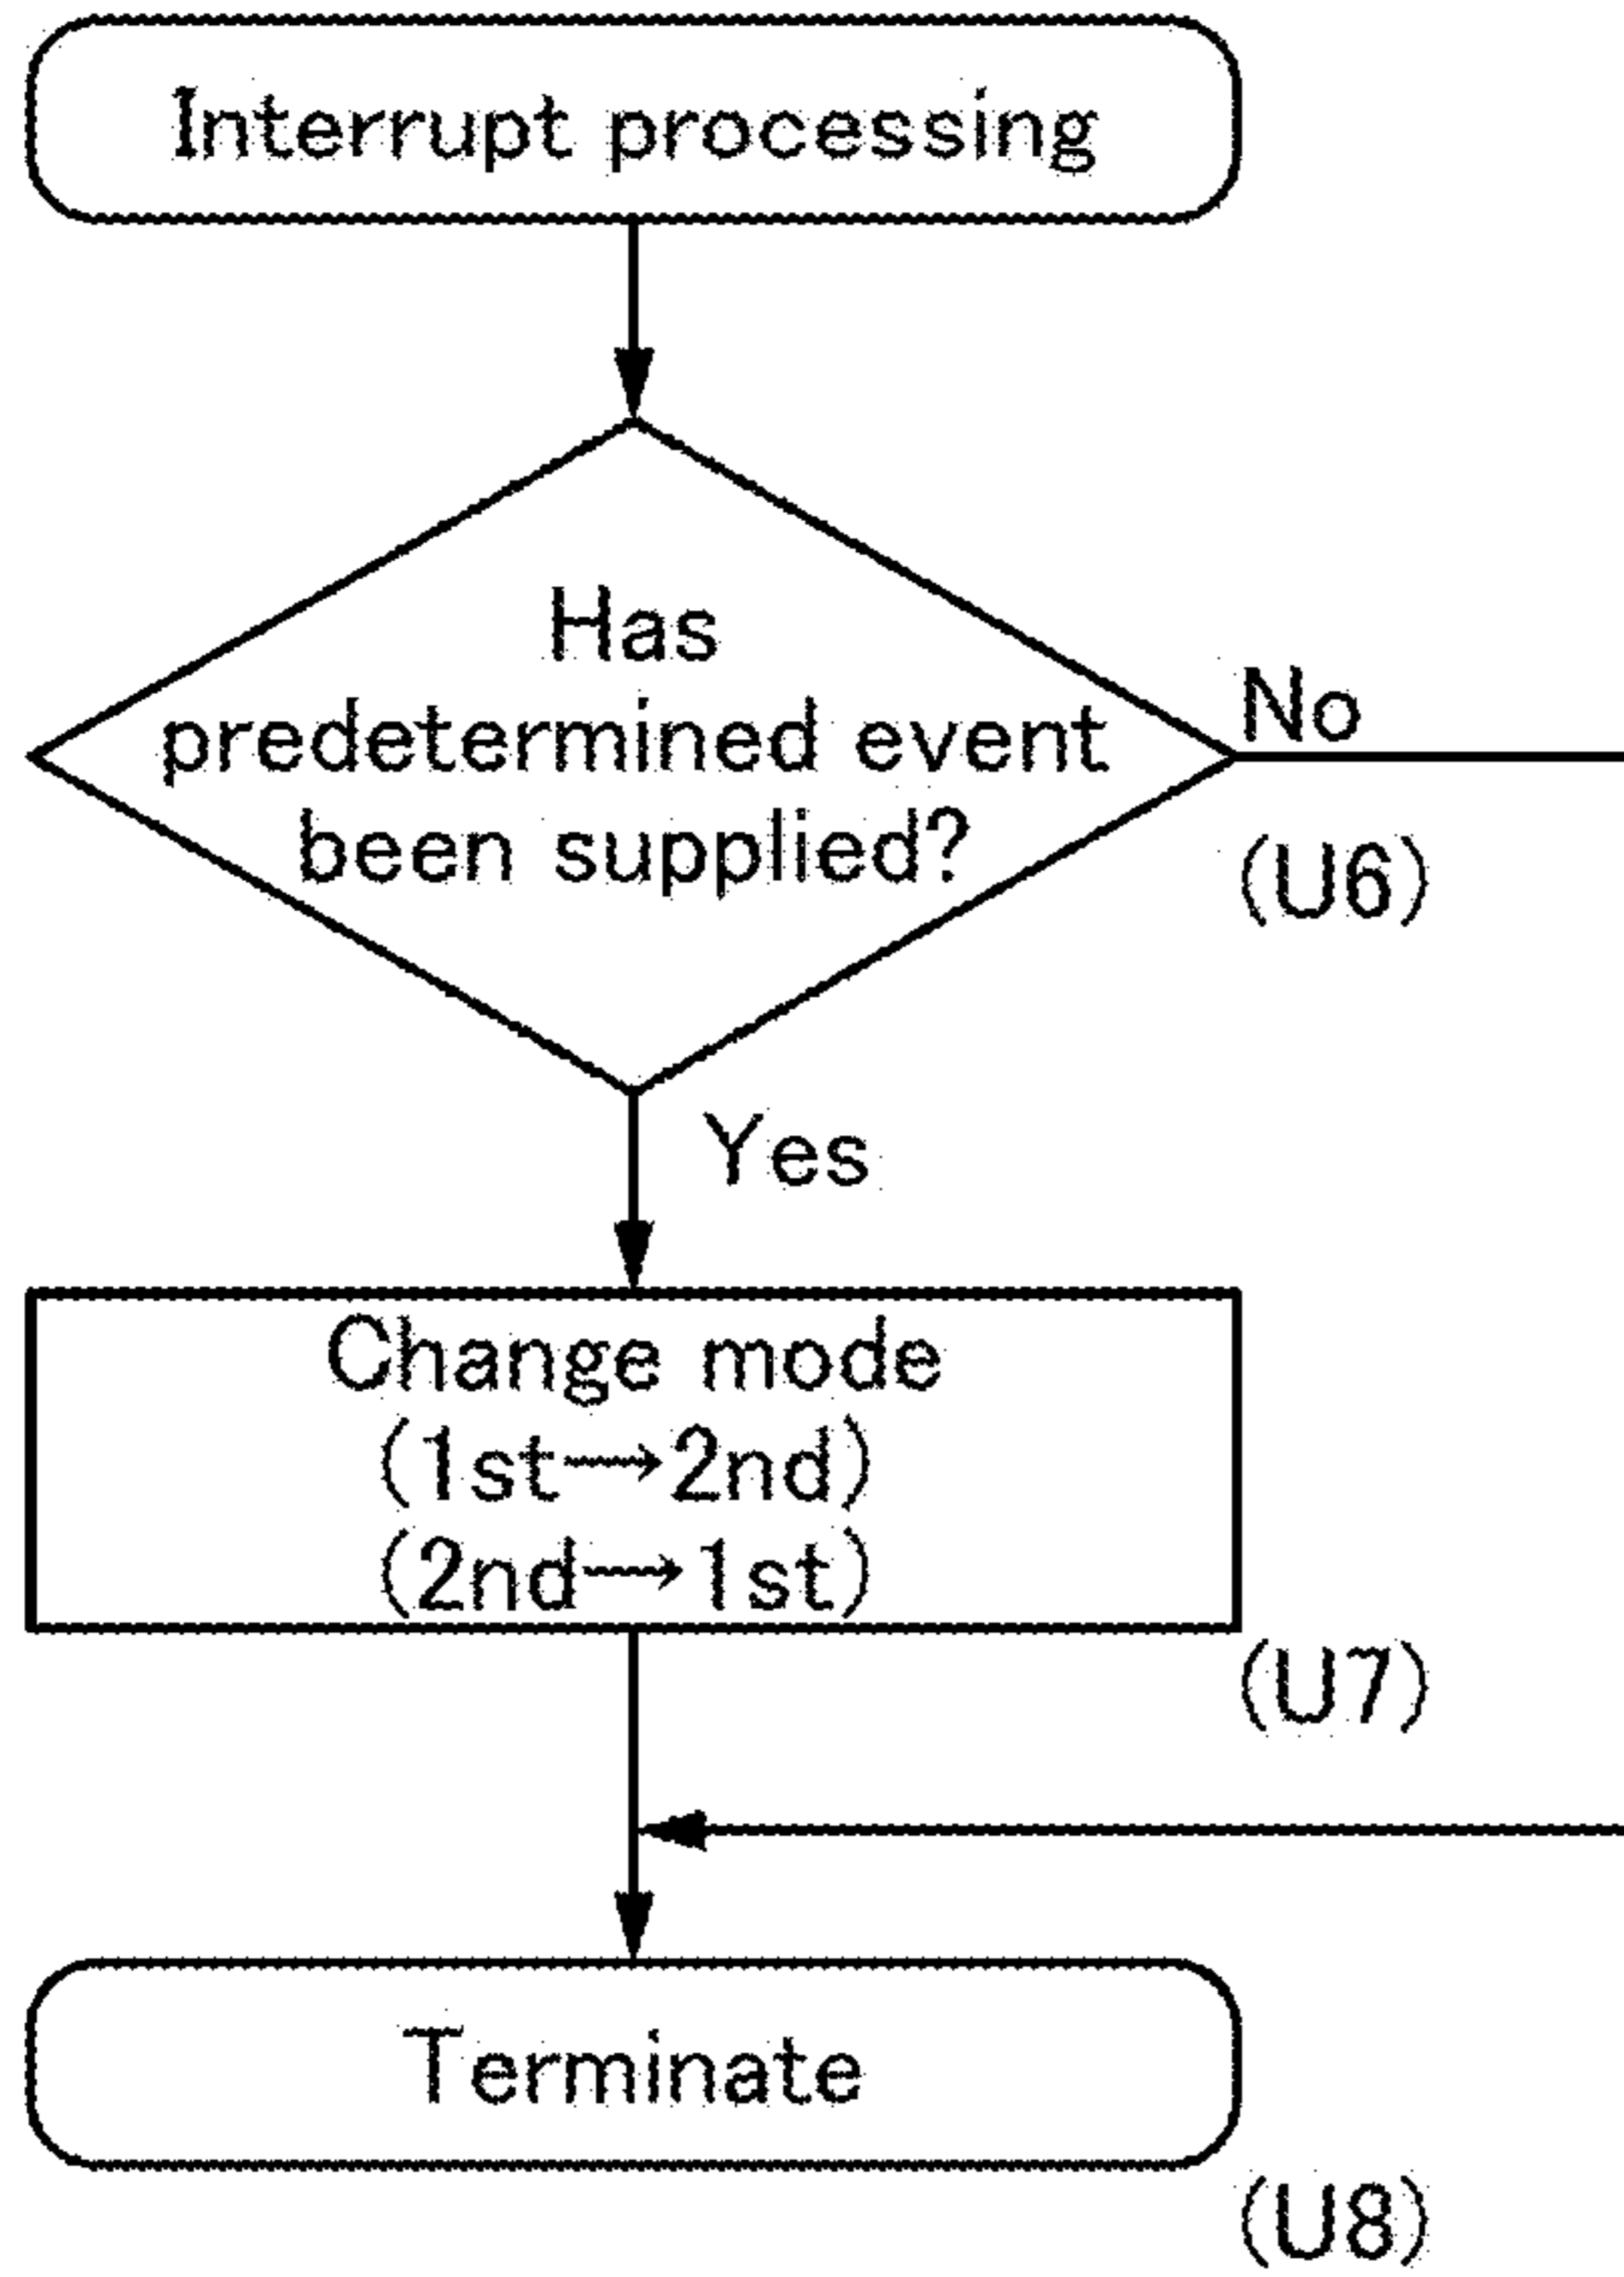 Interrupt processing
Has
predetermined event
been supplied?
No
(U6)
Yes
Change mode
(1st→2nd)
(2nd→1st)
(U7)
Terminate
(U8)